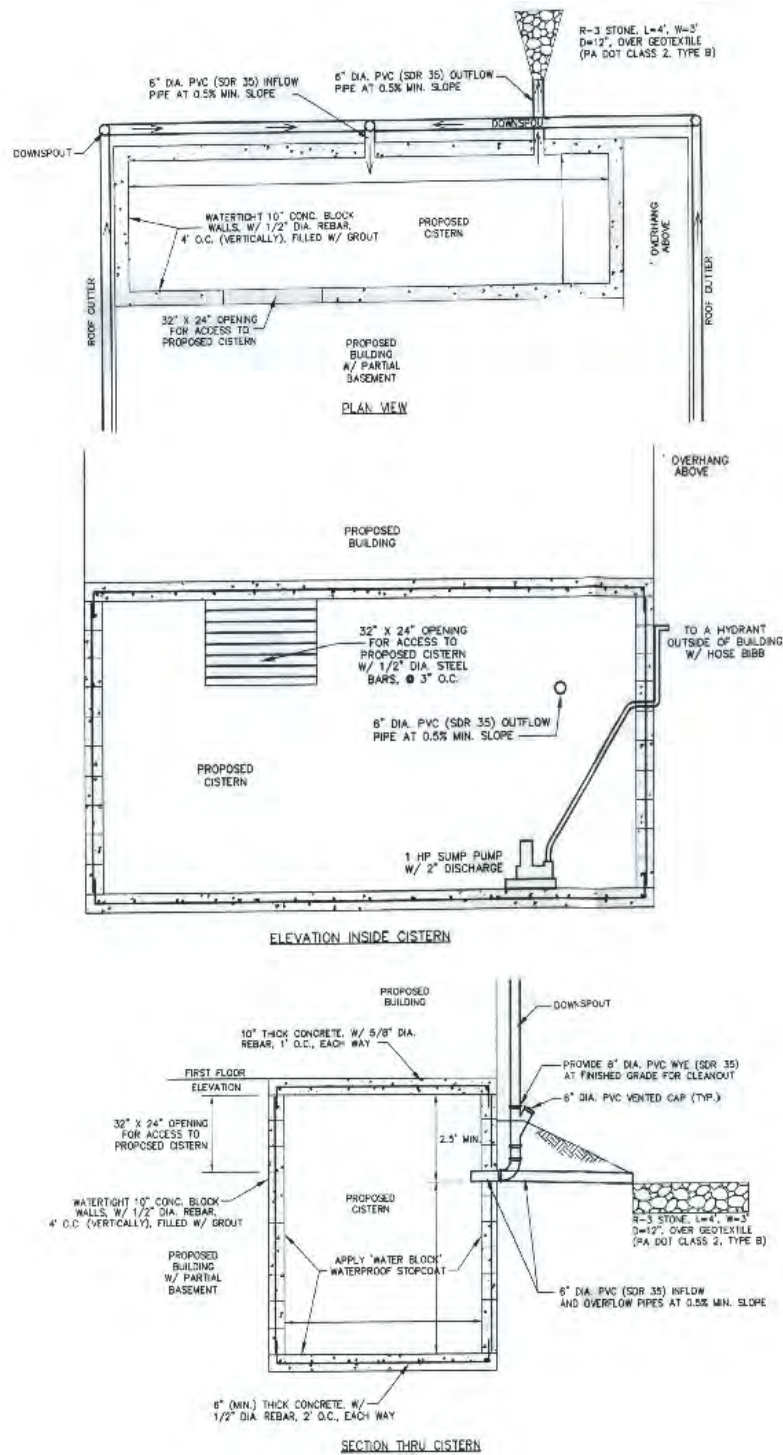 R-3 STONE, L=4', W=3'
D=12", OVER GEOTEXTILE
(PA DOT CLASS 2, TYPE B)
6" DIA. PVC (SDR 35) INFLOW
PIPE AT 0.5% MIN. SLOPE
6" DIA. PVC (SDR 35) OUTFLOW
PIPE AT 0.5% MIN. SLOPE
DOWNSPOUT
DOWNSPOUT
WATERTIGHT 10" CONC. BLOCK
WALLS, W/ 1/2" DIA. REBAR,
4' O.C. (VERTICALLY), FILLED W/ GROUT
PROPOSED
CISTERN
OVERHANG
ABOVE
ROOF GUTTER
ROOF GUTTER
32" X 24" OPENING
FOR ACCESS TO
PROPOSED CISTERN
PROPOSED
BUILDING
W/ PARTIAL
BASEMENT
PLAN VIEW
OVERHANG
ABOVE
PROPOSED
BUILDING
32" X 24" OPENING
FOR ACCESS TO
PROPOSED CISTERN
W/ 1/2" DIA. STEEL
BARS, @ 3" O.C.
TO A HYDRANT
OUTSIDE OF BUILDING
W/ HOSE BIBB
6" DIA. PVC (SDR 35) OUTFLOW
PIPE AT 0.5% MIN. SLOPE
PROPOSED
CISTERN
1 HP SUMP PUMP
W/ 2" DISCHARGE
ELEVATION INSIDE CISTERN
PROPOSED
BUILDING
DOWNSPOUT
10" THICK CONCRETE, W/ 5/8" DIA.
REBAR, 1' O.C., EACH WAY
PROVIDE 6" DIA. PVC WYE (SDR 35)
AT FINISHED GRADE FOR CLEANOUT
6" DIA. PVC VENTED CAP (TYP.)
FIRST FLOOR
ELEVATION
32" X 24" OPENING
FOR ACCESS TO
PROPOSED CISTERN
2.5' MIN.
WATERTIGHT 10" CONC. BLOCK
WALLS, W/ 1/2" DIA. REBAR,
4' O.C. (VERTICALLY), FILLED W/ GROUT
PROPOSED
CISTERN
R-3 STONE, L=4', W=3'
D=12", OVER GEOTEXTILE
(PA DOT CLASS 2, TYPE B)
PROPOSED
BUILDING
W/ PARTIAL
BASEMENT
APPLY 'WATER BLOCK'
WATERPROOF STOPCOAT
6" DIA. PVC (SDR 35) INFLOW
AND OVERFLOW PIPES AT 0.5% MIN. SLOPE
6" (MIN.) THICK CONCRETE, W/
1/2" DIA. REBAR, 2' O.C., EACH WAY
SECTION THRU CISTERN